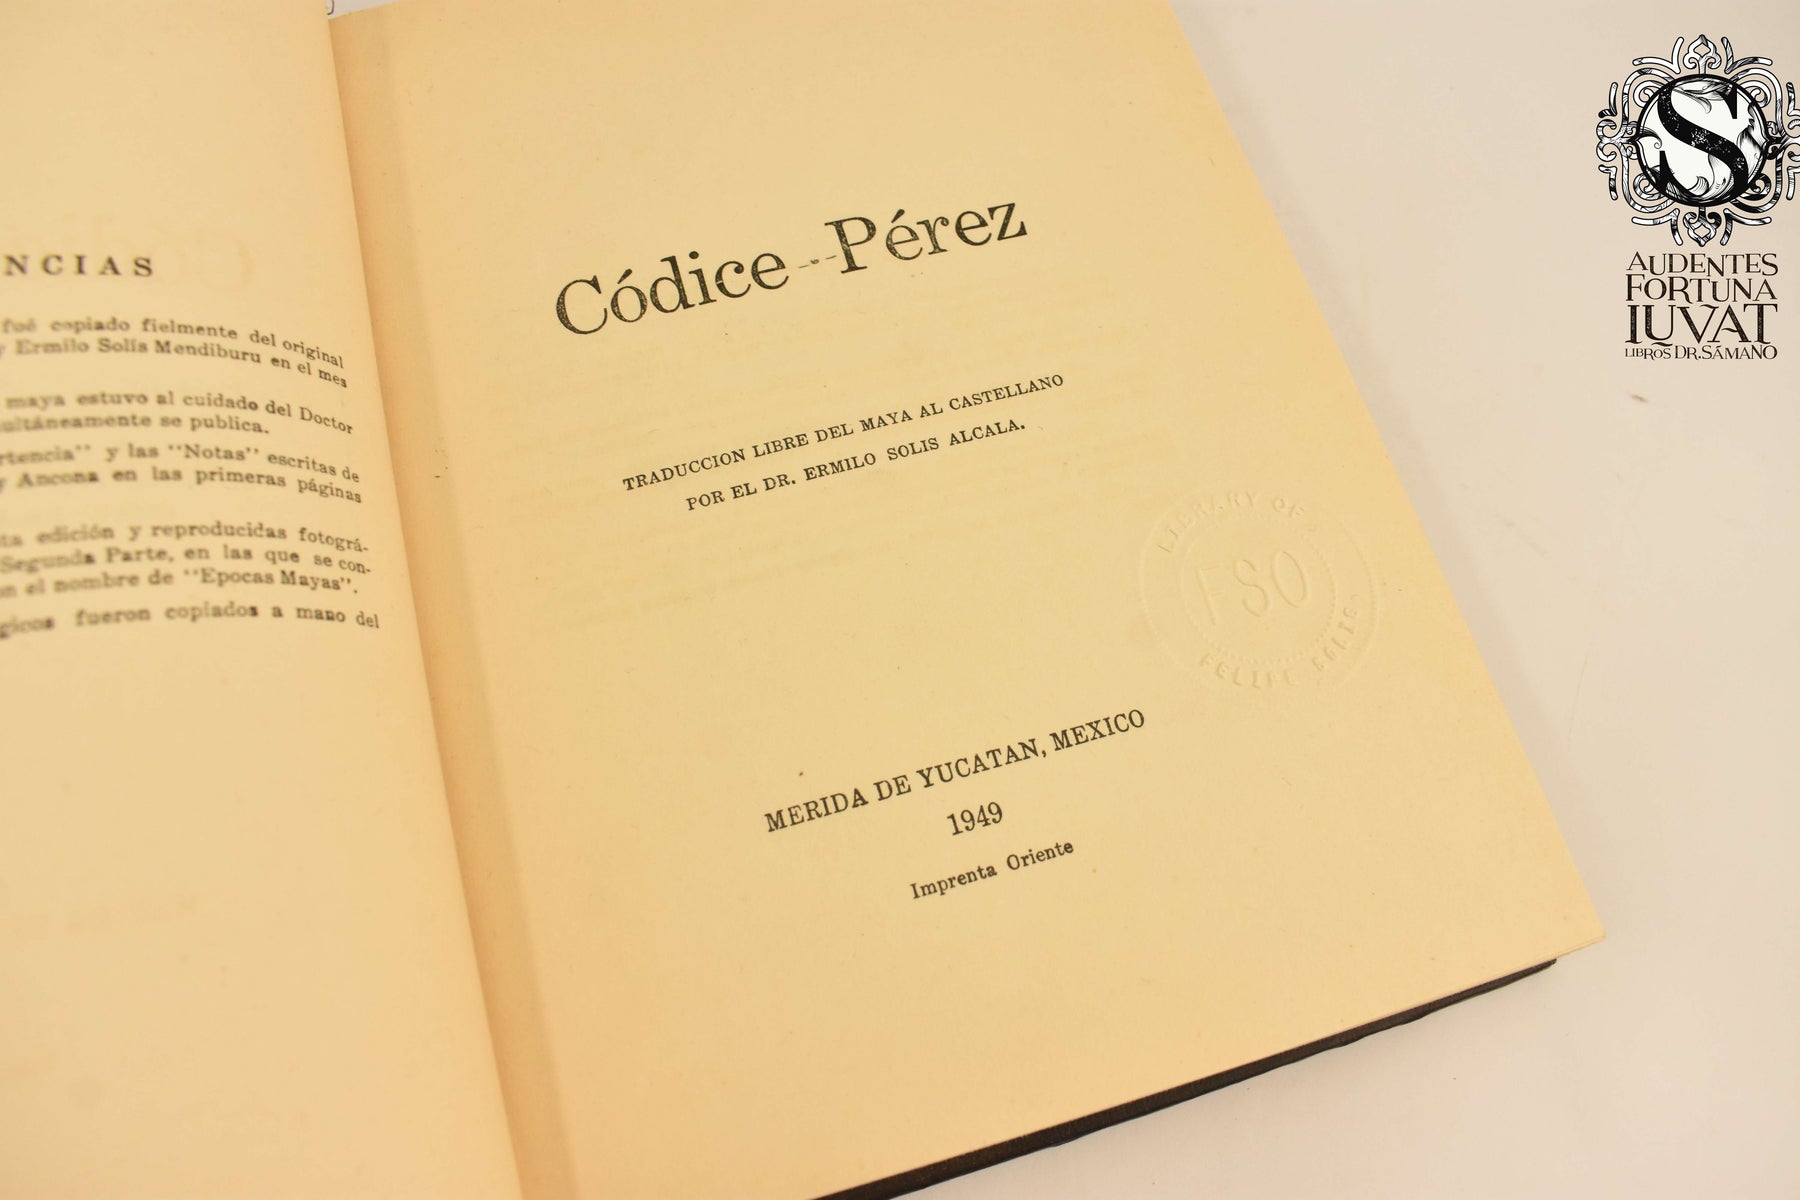 NCIAS
fué copiado fielmente del original
y Ermilo Solís Mendiburu en el mes
maya estuvo al cuidado del Doctor
ultáneamente se publica.
rtencia" y las "Notas" escritas de
y Ancona en las primeras páginas
ta edición y reproducidas fotográ-
Segunda Parte, en las que se con-
on el nombre de "Epocas Mayas".
gicos fueron copiados a mano del
Códice - Pérez
TRADUCCION LIBRE DEL MAYA AL CASTELLANO
POR EL DR. ERMILO SOLIS ALCALA.
LIBRARY OF
FSO
FELIPE SOLIS
MERIDA DE YUCATAN, MEXICO
1949
Imprenta Oriente
S
AUDENTES
FORTUNA
IUVAT
LIBROS DR. SÁMANO